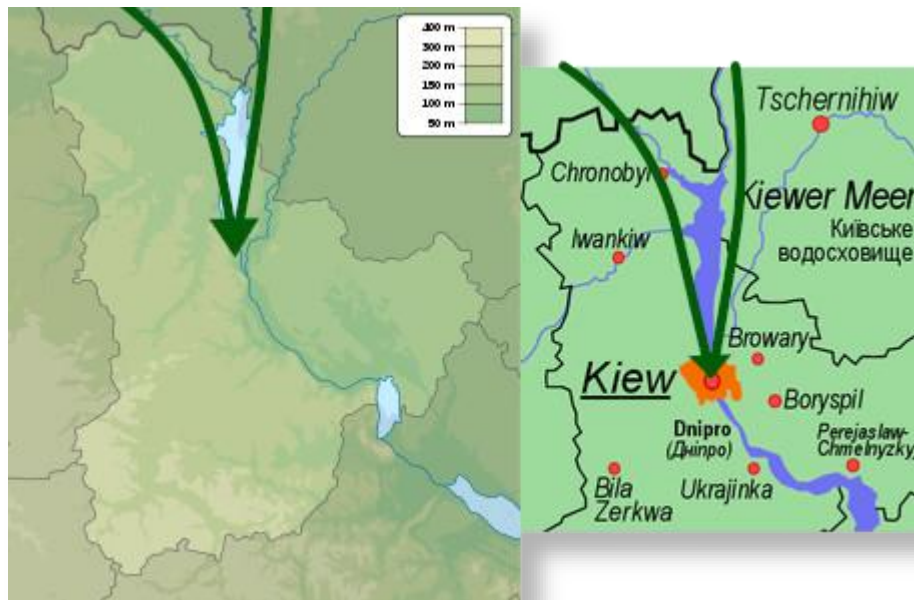 400 m
300 m
200 m
150 m
100 m
50 m
Tschernihiw
Chronobyl
Kiewer Meer
Київське
водосховище
Iwankiw
Browary
Kiew
Boryspil
Dnipro
(Дніпро)
Perejaslaw-
Chmelnyzky
Bila
Zerkwa
Ukrajinka